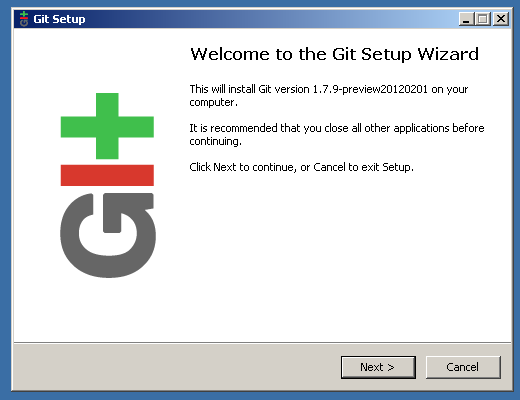 Git Setup
Welcome to the Git Setup Wizard
This will install Git version 1.7.9-preview20120201 on your
computer.
It is recommended that you close all other applications before
continuing.
Click Next to continue, or Cancel to exit Setup.
Git
Next >
Cancel